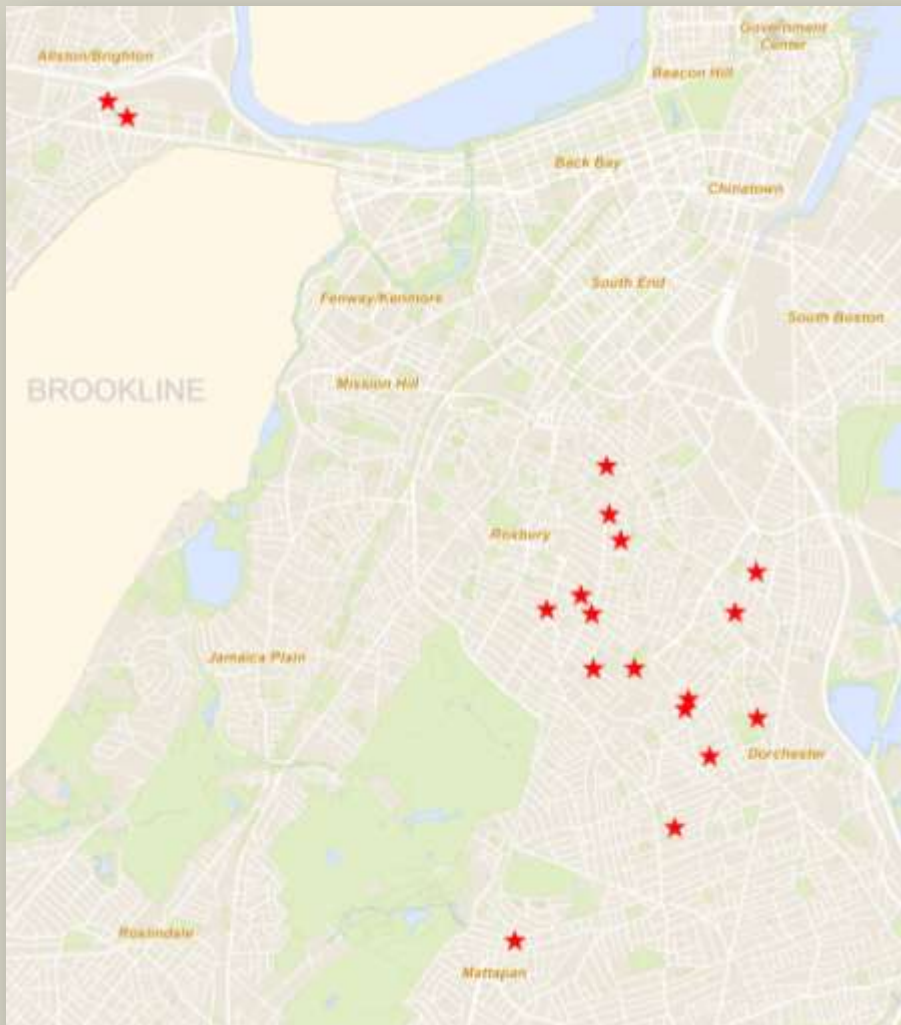 Government
Center
Allston/Brighton
Beacon Hill
Back Bay
Chinatown
South End
Fenway/Kenmore
South Boston
Mission Hill
BROOKLINE
Roxbury
Jamaica Plain
Dorchester
Roslindale
Mattapan